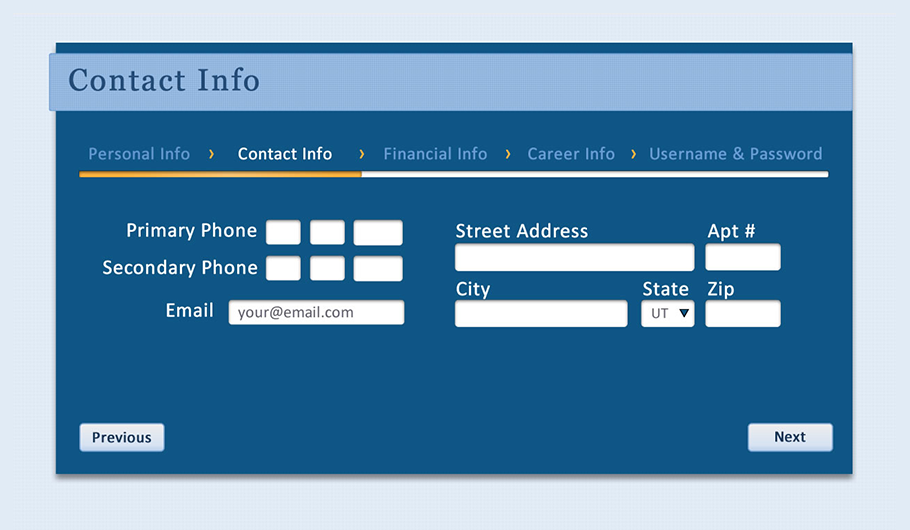 Contact Info
Personal Info › Contact Info › Financial Info › Career Info › Username & Password
Primary Phone
Secondary Phone
Email your@email.com
Street Address Apt #
City State Zip
UT
Previous
Next